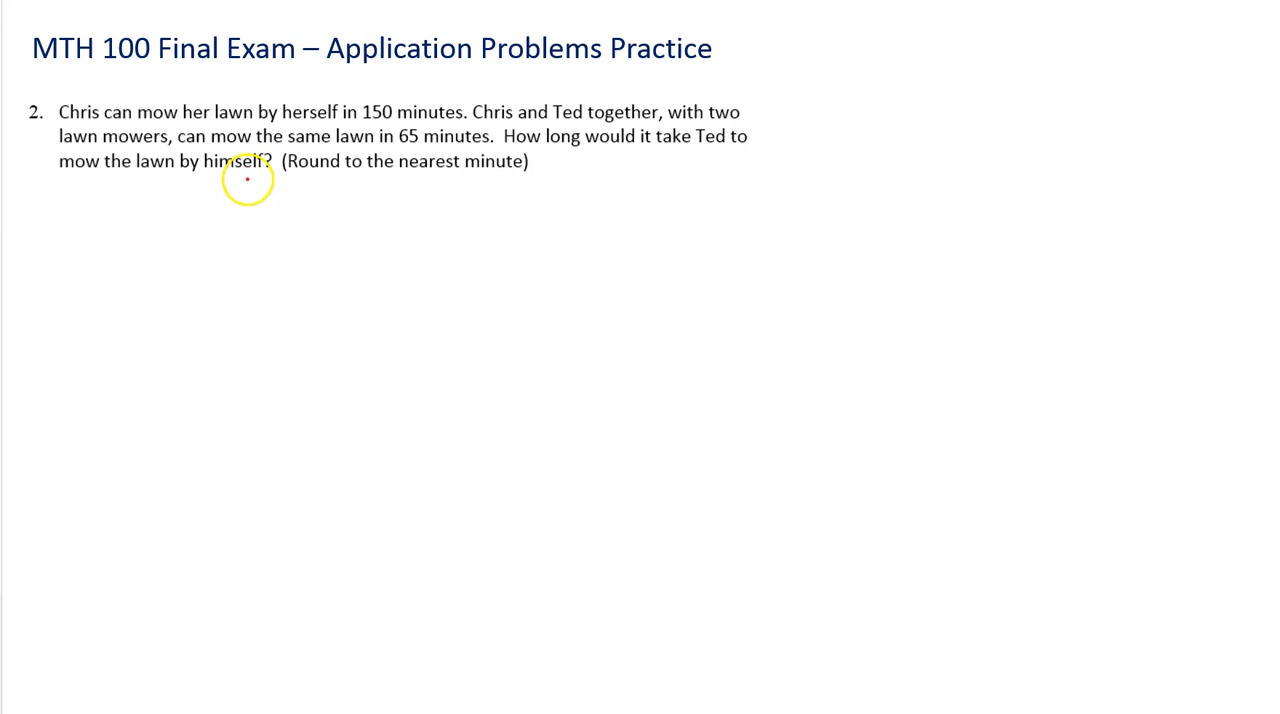 MTH 100 Final Exam – Application Problems Practice
2. Chris can mow her lawn by herself in 150 minutes. Chris and Ted together, with two
lawn mowers, can mow the same lawn in 65 minutes. How long would it take Ted to
mow the lawn by himself? (Round to the nearest minute)